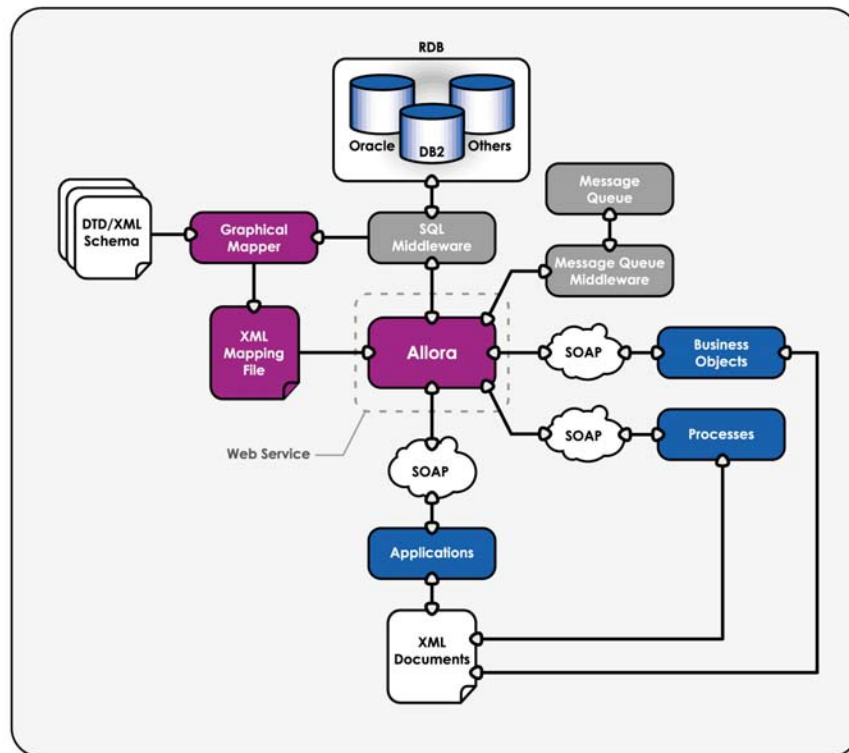 RDB
Oracle
DB2
Others
Message
Queue
DTD/XML
Schema
Graphical
Mapper
SQL
Middleware
Message Queue
Middleware
XML
Mapping
File
Allora
SOAP
Business
Objects
SOAP
Processes
Web Service
SOAP
Applications
XML
Documents